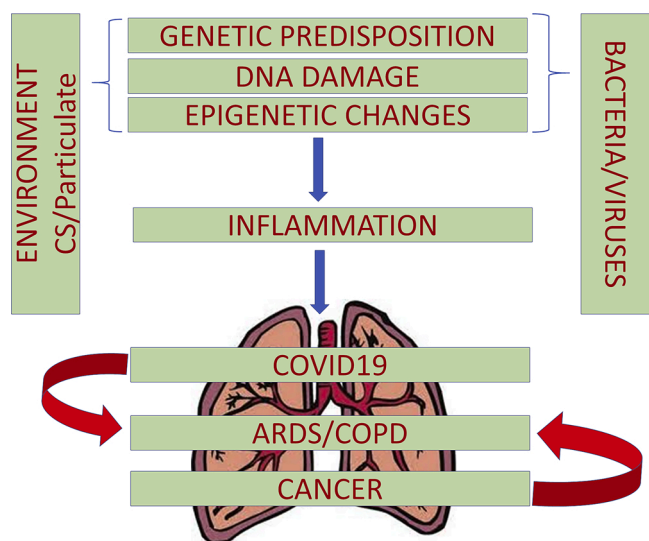 GENETIC PREDISPOSITION
DNA DAMAGE
EPIGENETIC CHANGES
ENVIRONMENT
CS/Particulate
BACTERIA/VIRUSES
INFLAMMATION
COVID19
ARDS/COPD
CANCER